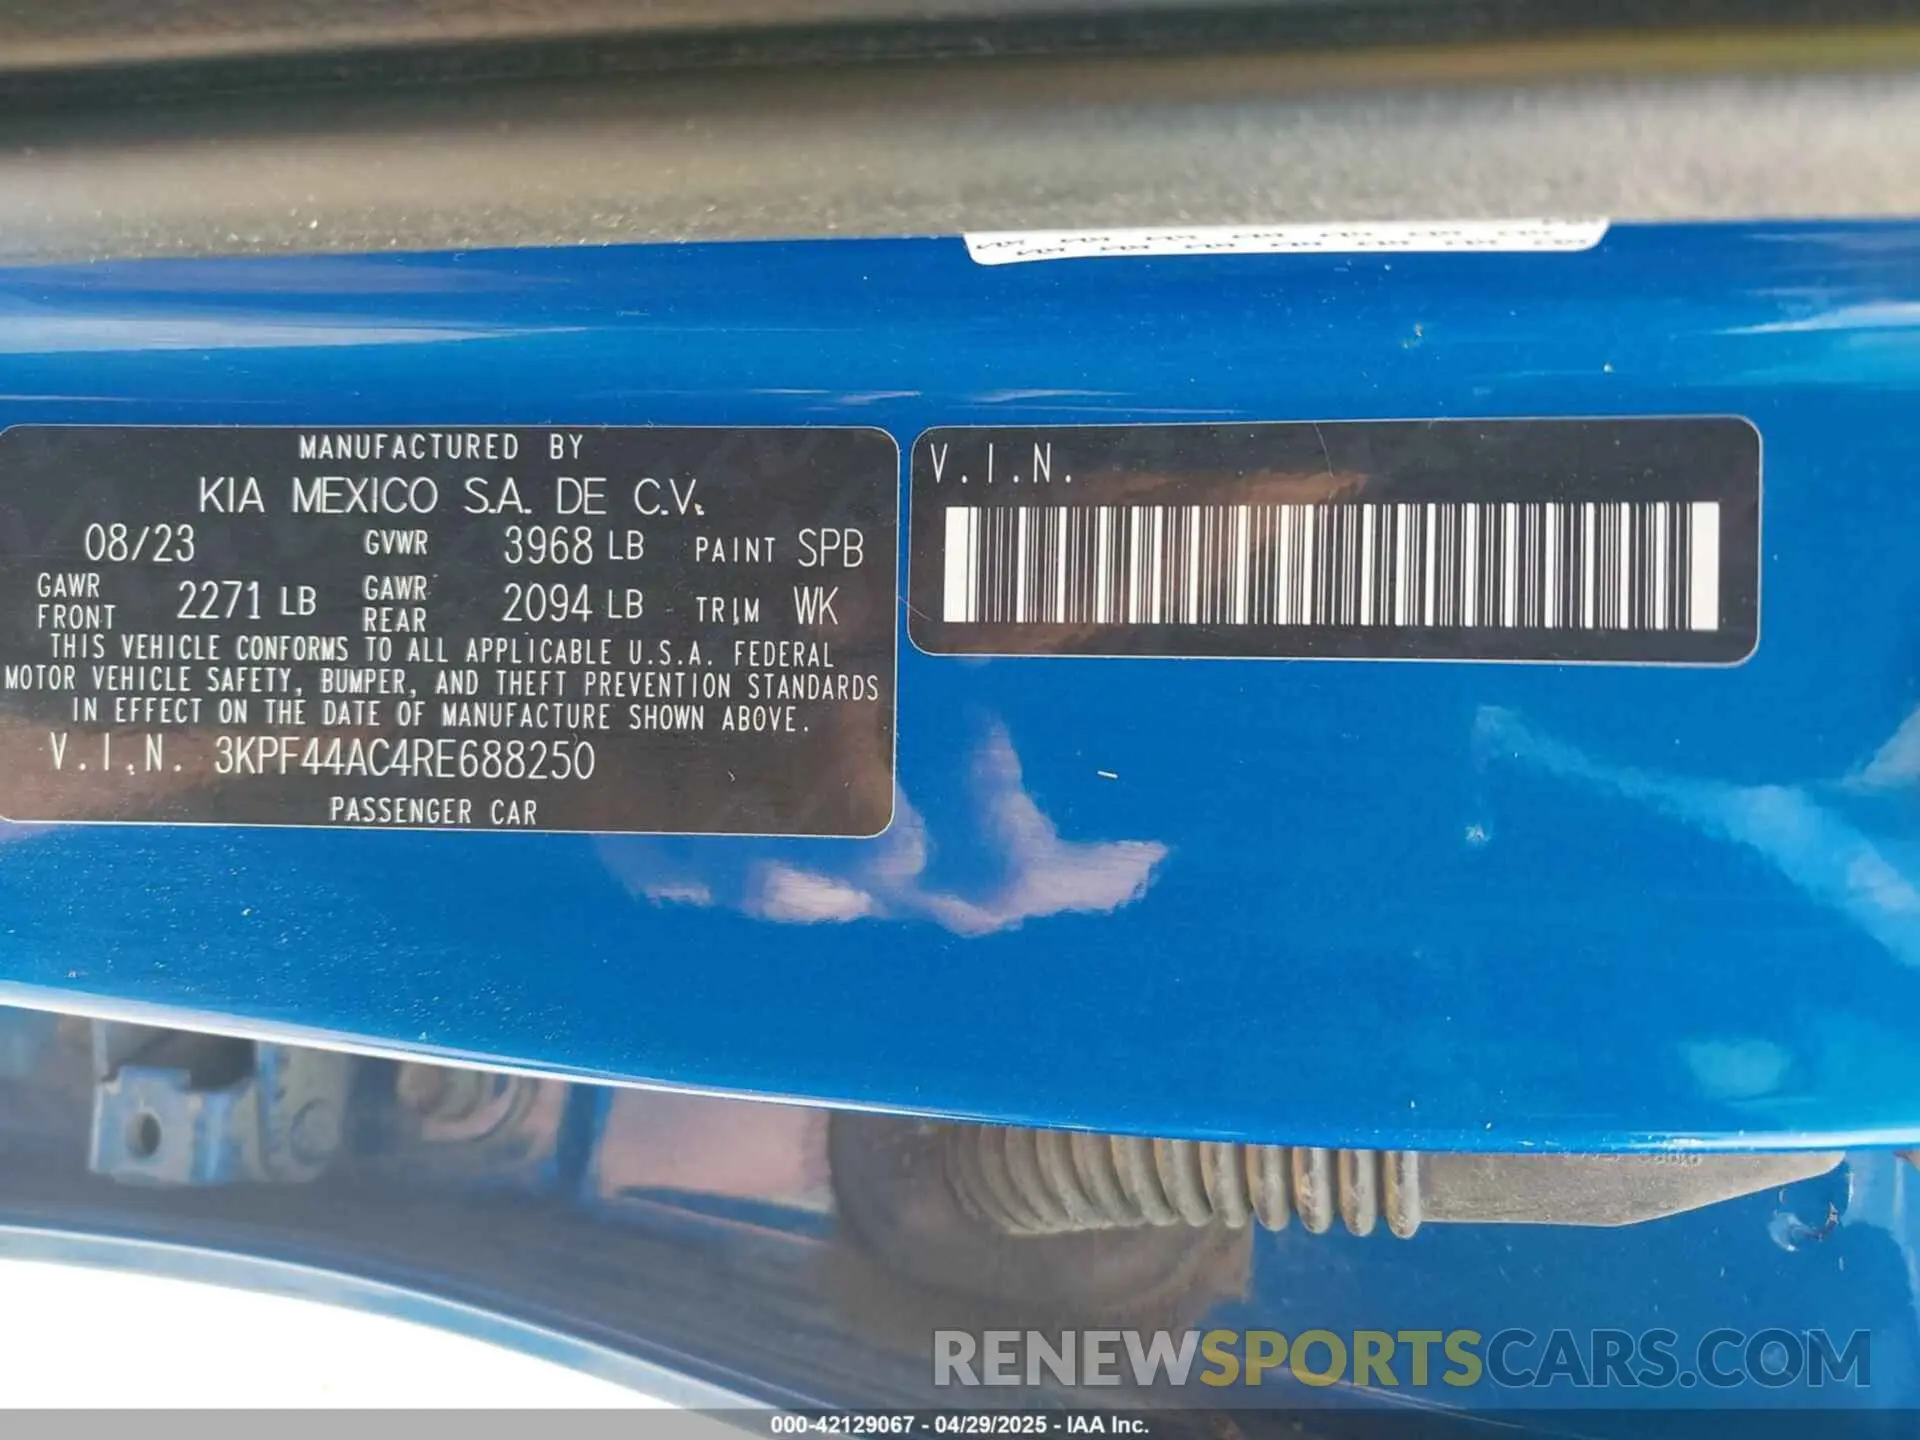 MANUFACTURED BY
KIA MEXICO S.A. DE C.V.
08/23 GVWR 3968 LB PAINT SPB
GAWR FRONT 2271 LB GAWR REAR 2094 LB TRIM WK
THIS VEHICLE CONFORMS TO ALL APPLICABLE U.S.A. FEDERAL
MOTOR VEHICLE SAFETY, BUMPER, AND THEFT PREVENTION STANDARDS
IN EFFECT ON THE DATE OF MANUFACTURE SHOWN ABOVE.
V.I.N. 3KPF44AC4RE688250
PASSENGER CAR
V.I.N.
RENEWSPORTSCARS.COM
000-42129067 - 04/29/2025 - IAA Inc.